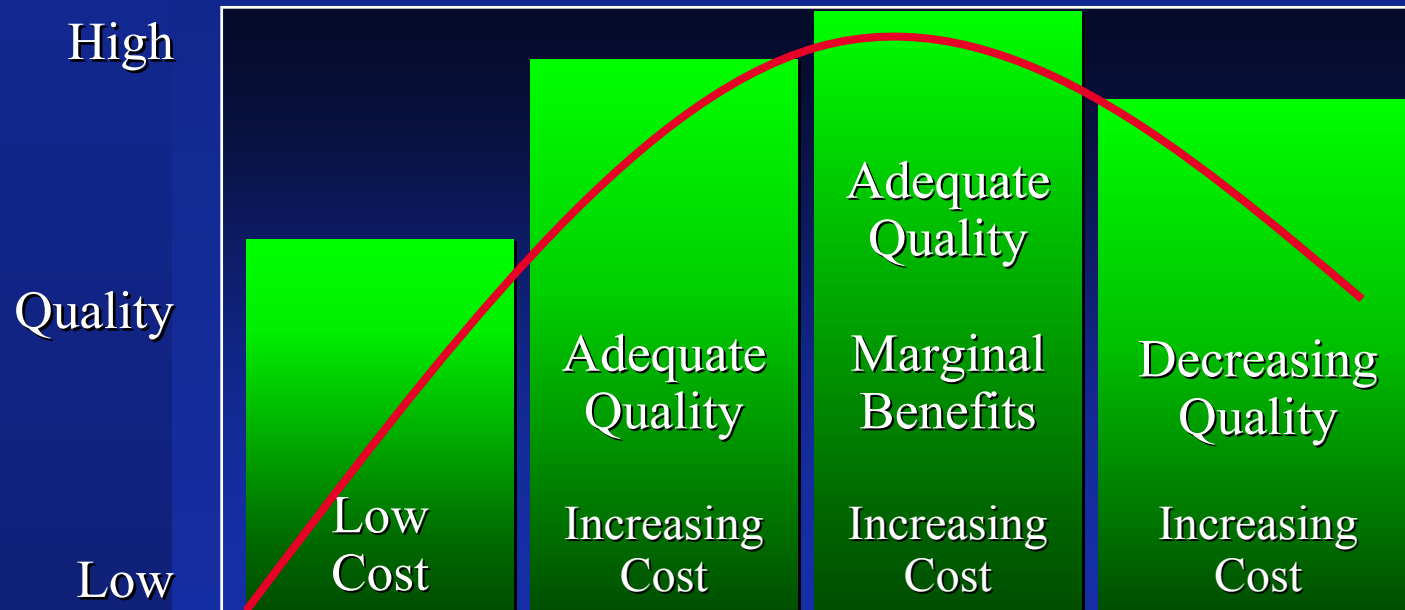 High
Quality
Low
Low
Cost
Adequate
Quality
Increasing
Cost
Adequate
Quality
Marginal
Benefits
Increasing
Cost
Decreasing
Quality
Increasing
Cost